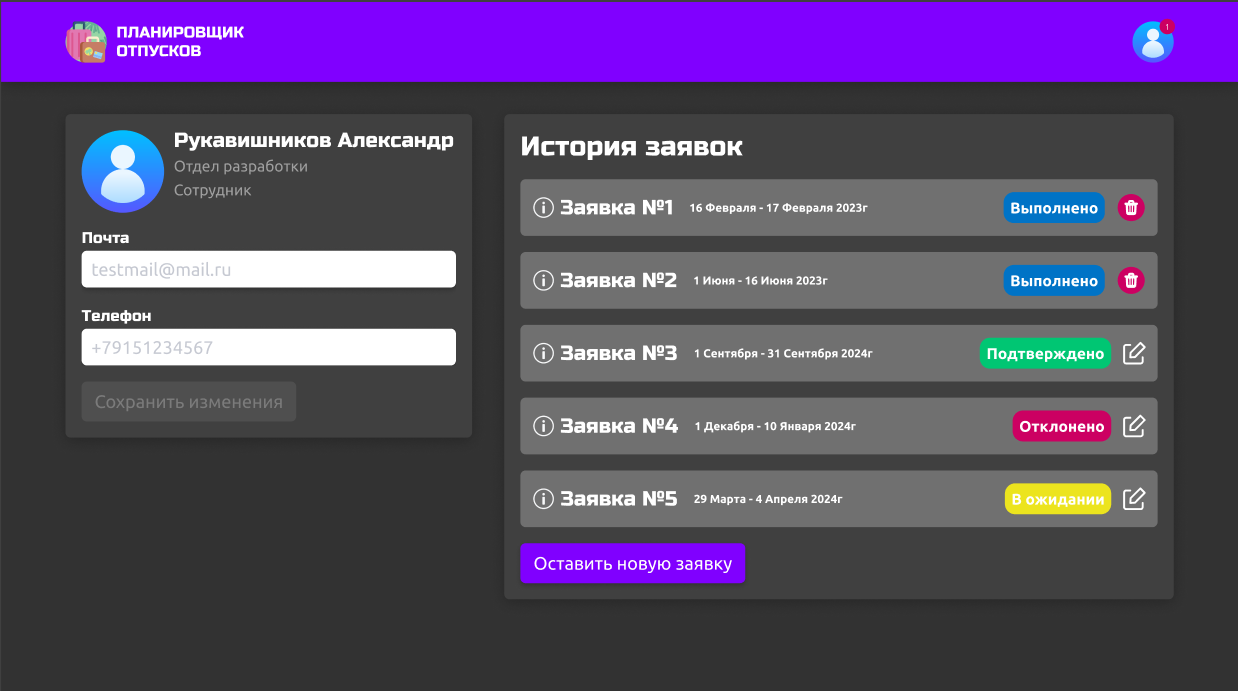 ПЛАНИРОВЩИК
ОТПУСКОВ
1
Рукавишников Александр
Отдел разработки
Сотрудник
Почта
testmail@mail.ru
Телефон
+79151234567
Сохранить изменения
История заявок
Заявка №1 16 Февраля - 17 Февраля 2023г Выполнено
Заявка №2 1 Июня - 16 Июня 2023г Выполнено
Заявка №3 1 Сентября - 31 Сентября 2024г Подтверждено
Заявка №4 1 Декабря - 10 Января 2024г Отклонено
Заявка №5 29 Марта - 4 Апреля 2024г В ожидании
Оставить новую заявку